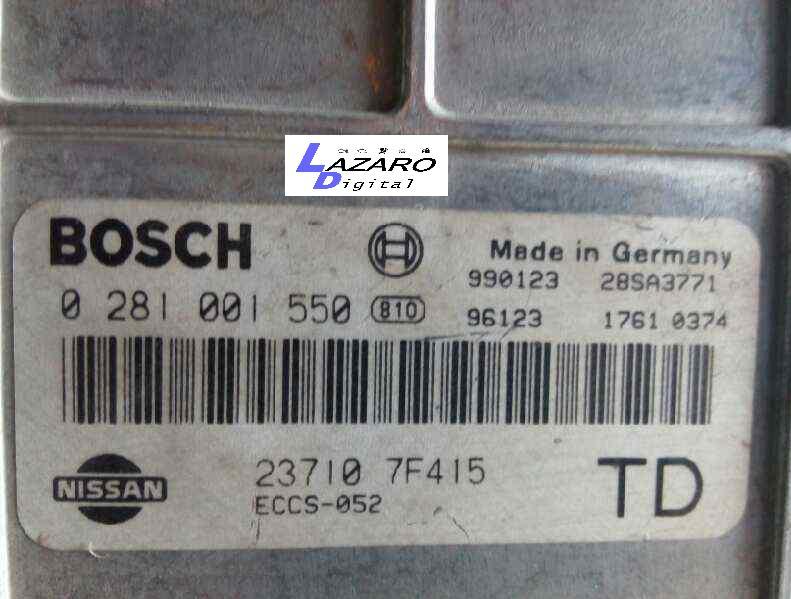 LAZARO
Digital
BOSCH
Made in Germany
990123 28SA3771
0 281 001 550 810
96123 1761 0374
NISSAN
23710 7F415
TD
ECCS-052